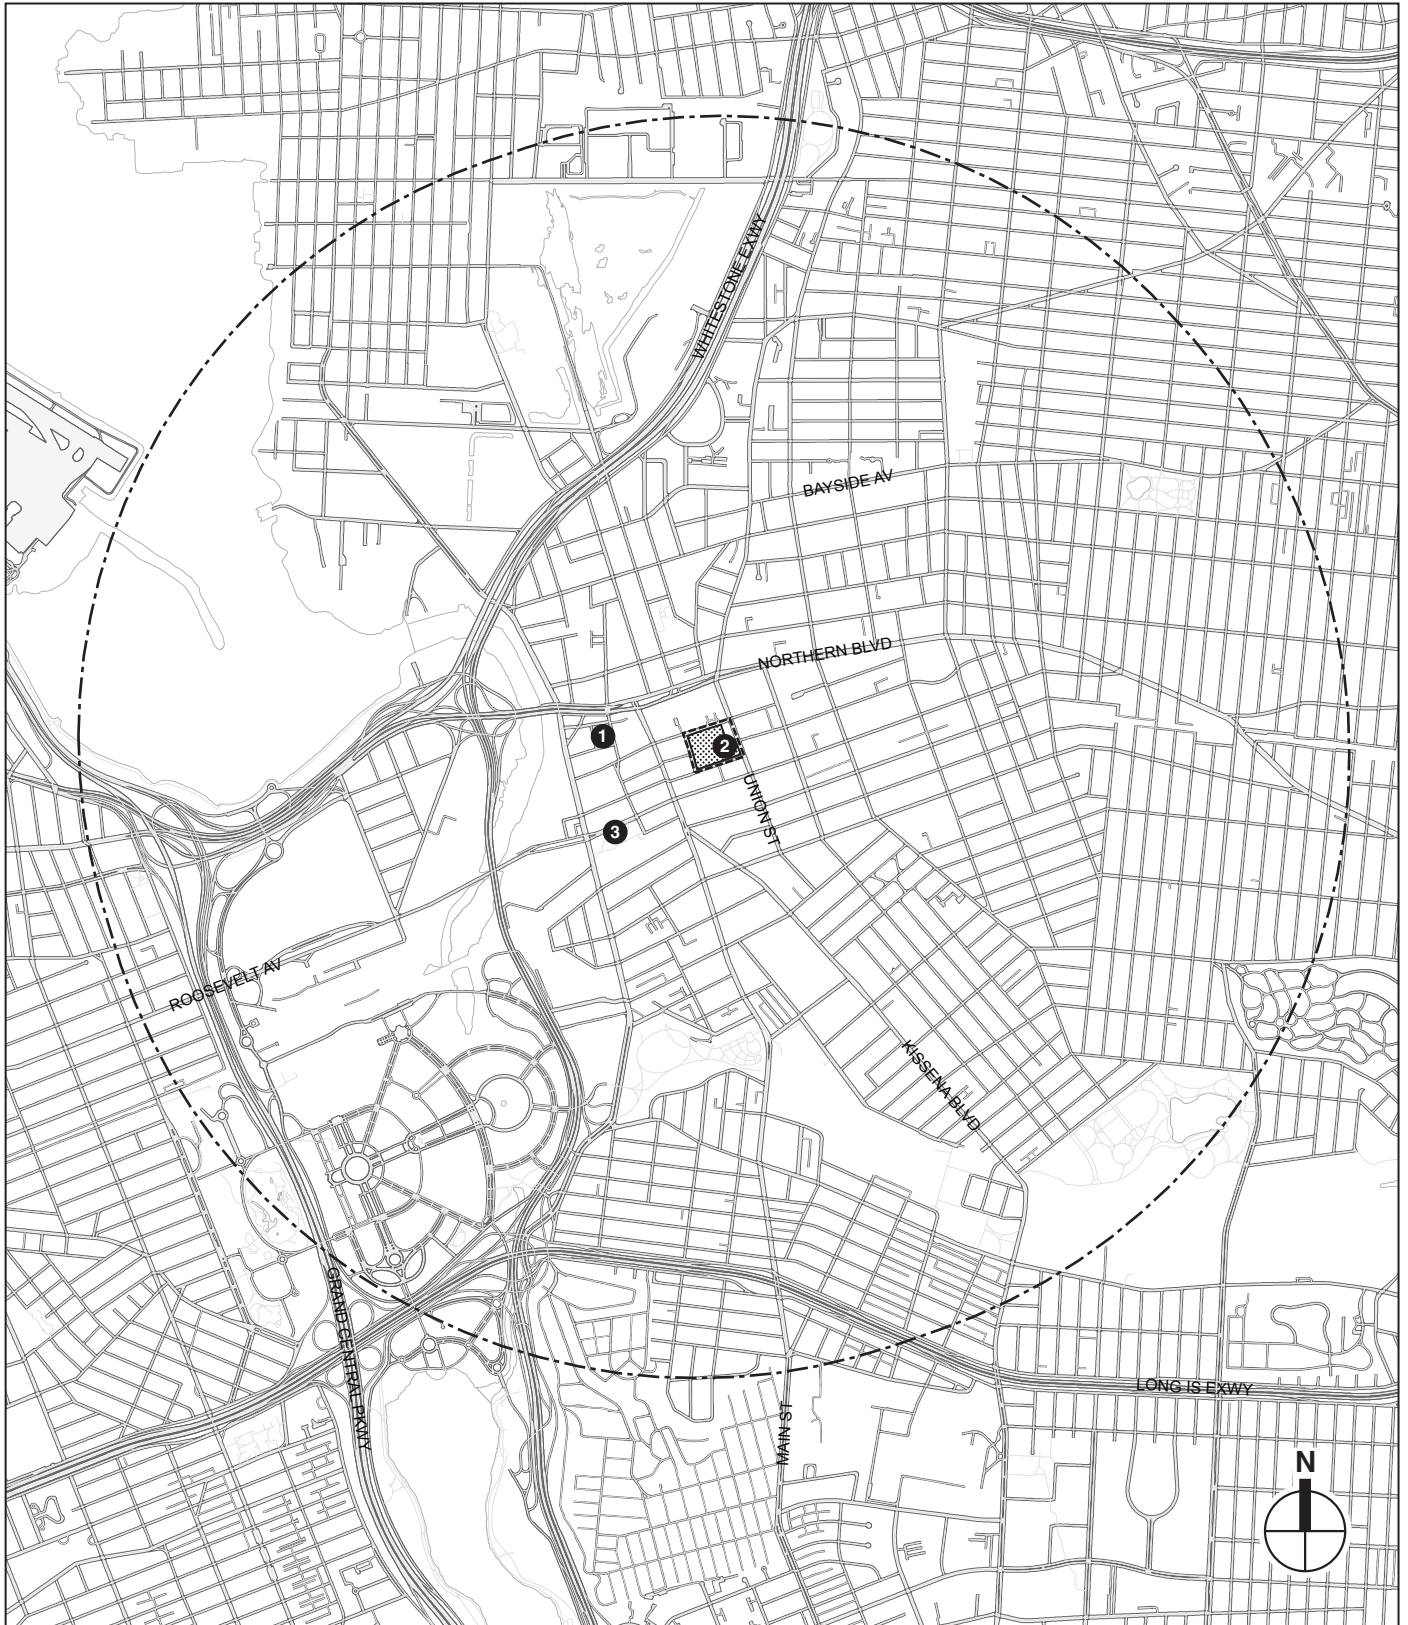 WHITESTONE EXWY
BAYSIDE AV
NORTHERN BLVD
1
2
UNION ST
3
ROOSEVELT AV
KISSENA BLVD
GRAND CENTRAL PKWY
LONG IS EXWY
MAIN ST
N